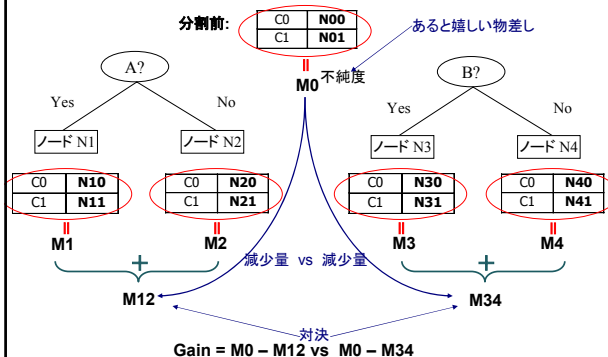 分割前:
C0 N00
C1 N01
あると嬉しい物差し
M0 不純度
A?
Yes
No
ノード N1
ノード N2
C0 N10
C1 N11
C0 N20
C1 N21
M1
M2
+
M12
B?
Yes
No
ノード N3
ノード N4
C0 N30
C1 N31
C0 N40
C1 N41
M3
M4
+
M34
減少量 vs 減少量
対決
Gain = M0 – M12 vs M0 – M34